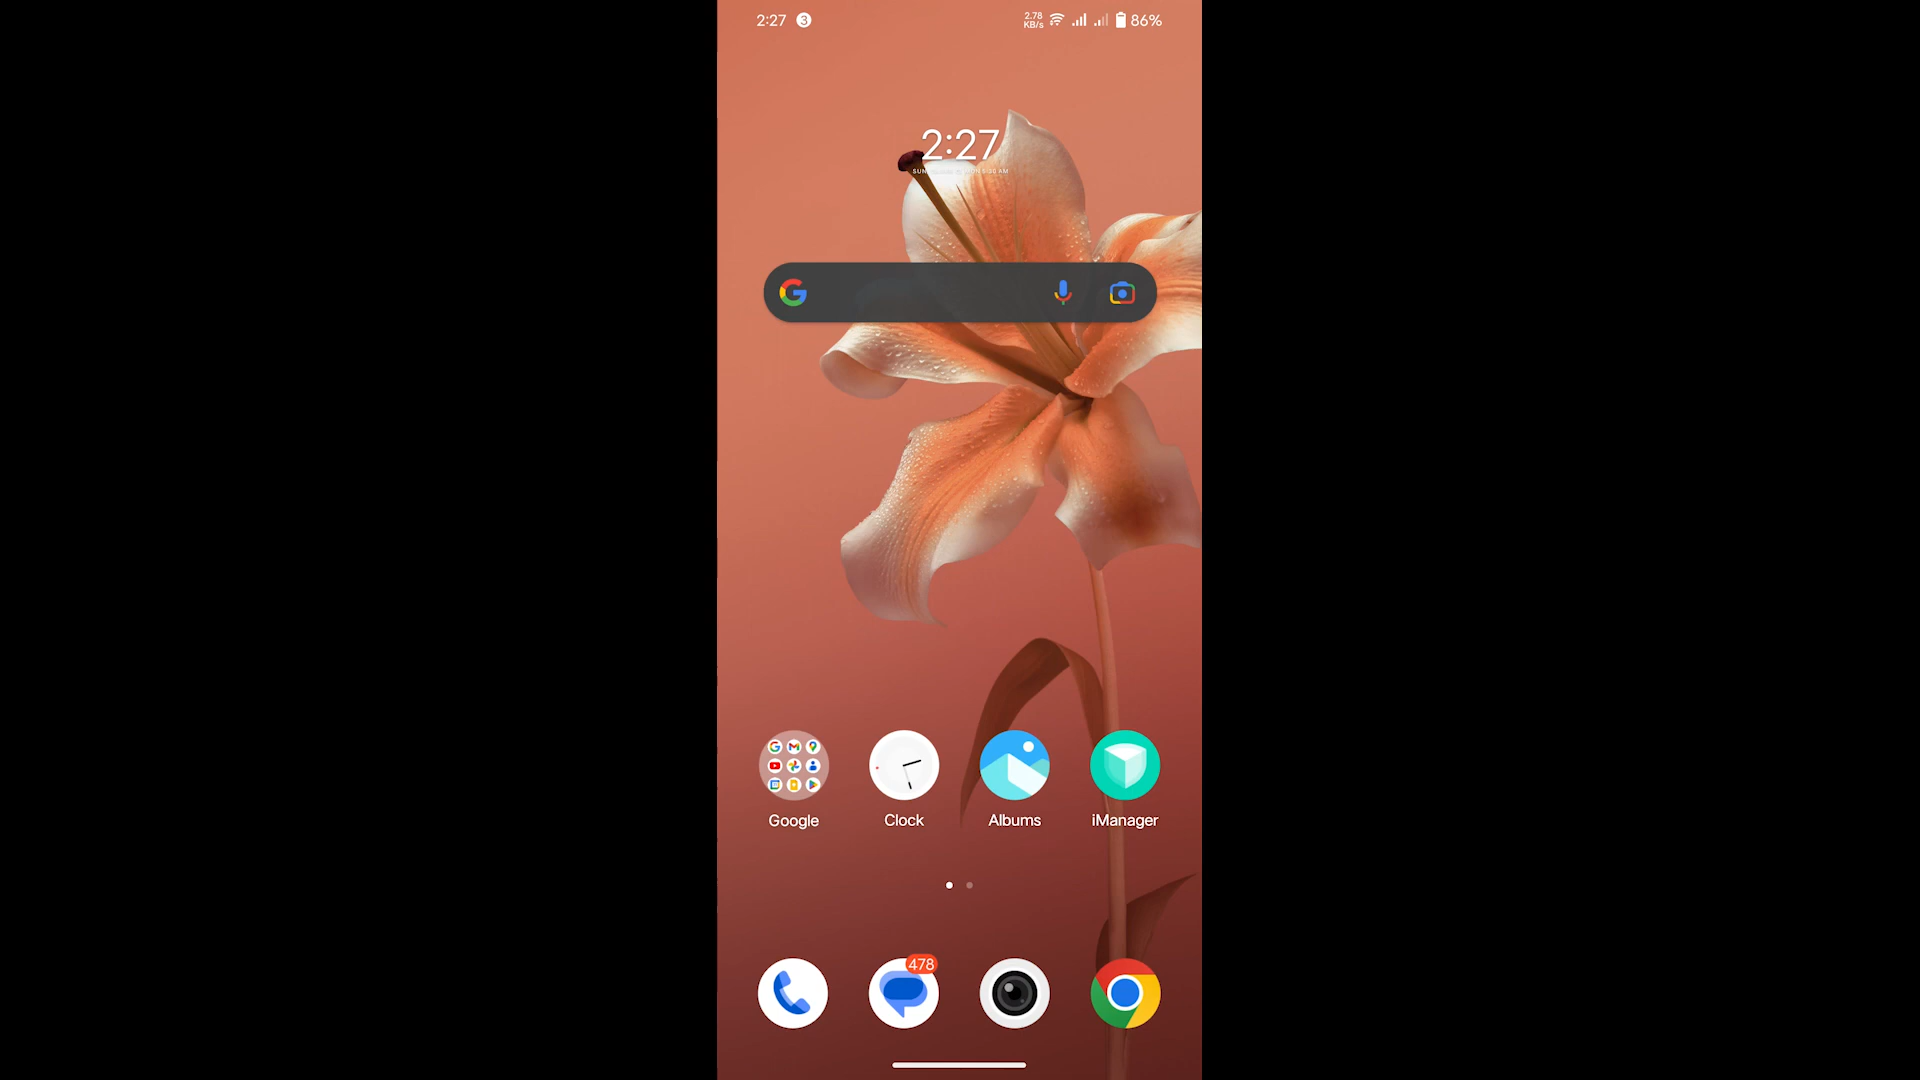 2:27 3
2.78
KB/s
86%
2:27
G
Google
Clock
Albums
iManager
478